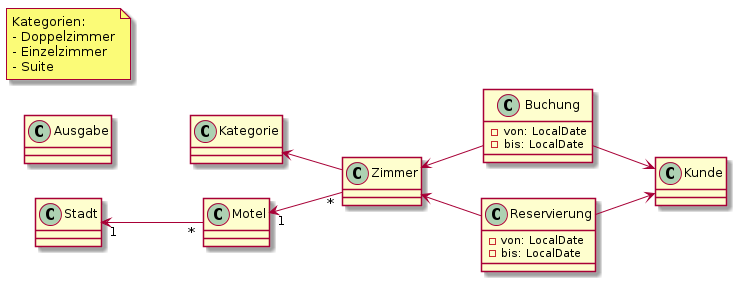 Kategorien:
- Doppelzimmer
- Einzelzimmer
- Suite
C Ausgabe
C Kategorie
C Buchung
von: LocalDate
bis: LocalDate
C Zimmer
C Kunde
C Stadt
1
*
C Motel
1
*
C Reservierung
von: LocalDate
bis: LocalDate